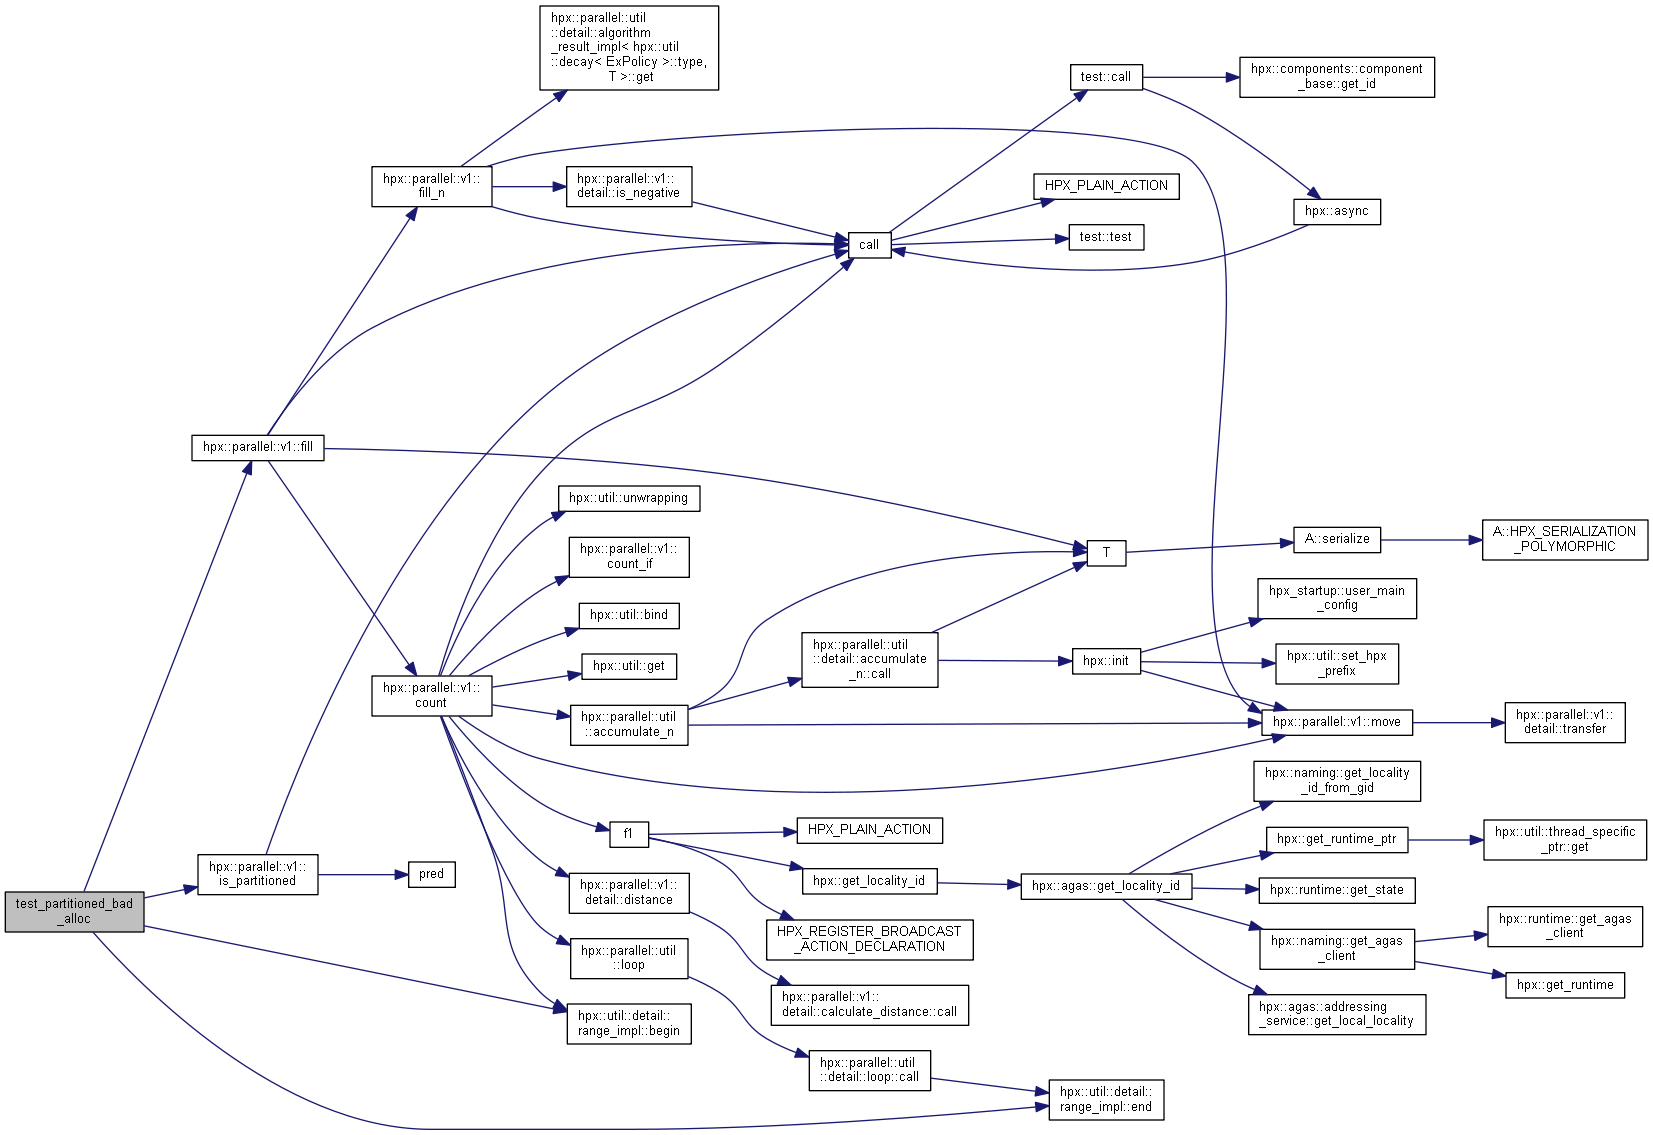 hpx::parallel::util
::detail::algorithm
_result_impl< hpx::util
::decay< ExPolicy >::type,
T >::get
test::call
hpx::components::component
_base::get_id
hpx::parallel::v1::
fill_n
hpx::parallel::v1::
detail::is_negative
HPX_PLAIN_ACTION
hpx::async
call
test::test
hpx::parallel::v1::fill
hpx::util::unwrapping
hpx::parallel::v1::
count_if
T
A::serialize
A::HPX_SERIALIZATION
_POLYMORPHIC
hpx::util::bind
hpx_startup::user_main
_config
hpx::util::get
hpx::parallel::util
::detail::accumulate
_n::call
hpx::init
hpx::util::set_hpx
_prefix
hpx::parallel::v1::
count
hpx::parallel::util
::accumulate_n
hpx::parallel::v1::move
hpx::parallel::v1::
detail::transfer
hpx::naming::get_locality
_id_from_gid
f1
HPX_PLAIN_ACTION
hpx::get_runtime_ptr
hpx::util::thread_specific
_ptr::get
hpx::parallel::v1::
is_partitioned
pred
hpx::get_locality_id
hpx::agas::get_locality_id
hpx::runtime::get_state
test_partitioned_bad
_alloc
hpx::parallel::v1::
detail::distance
HPX_REGISTER_BROADCAST
_ACTION_DECLARATION
hpx::naming::get_agas
_client
hpx::runtime::get_agas
_client
hpx::parallel::util
::loop
hpx::get_runtime
hpx::util::detail::
range_impl::begin
hpx::parallel::v1::
detail::calculate_distance::call
hpx::agas::addressing
_service::get_local_locality
hpx::parallel::util
::detail::loop::call
hpx::util::detail::
range_impl::end